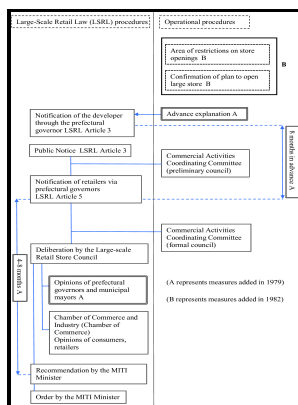 Large-Scale Retail Law (LSRL) procedures
Operational procedures
Area of restrictions on store
openings B
Confirmation of plan to open
large store B
B
Advance explanation A
Notification of the developer
through the prefectural
governor LSRL Article 3
8 months in advance A
Public Notice LSRL Article 3
Commercial Activities
Coordinating Committee
(preliminary council)
Notification of retailers via
prefectural governors
LSRL Article 5
Commercial Activities
Coordinating Committee
(formal council)
Deliberation by the Large-scale
Retail Store Council
4-8 months A
Opinions of prefectural
governors and municipal
mayors A
(A represents measures added in 1979)
(B represents measures added in 1982)
Chamber of Commerce and
Industry (Chamber of
Commerce)
Opinions of consumers,
retailers
Recommendation by the MITI
Minister
Order by the MITI Minister